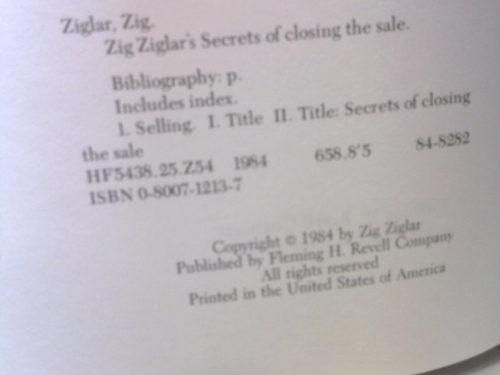 Ziglar, Zig.
Zig Ziglar's Secrets of closing the sale.
Bibliography: p.
Includes index.
1. Selling. I. Title II. Title: Secrets of closing
the sale
HF5438.25.Z54 1984 658.8'5 84-8282
ISBN 0-8007-1213-7
Copyright © 1984 by Zig Ziglar
Published by Fleming H. Revell Company
All rights reserved
Printed in the United States of America